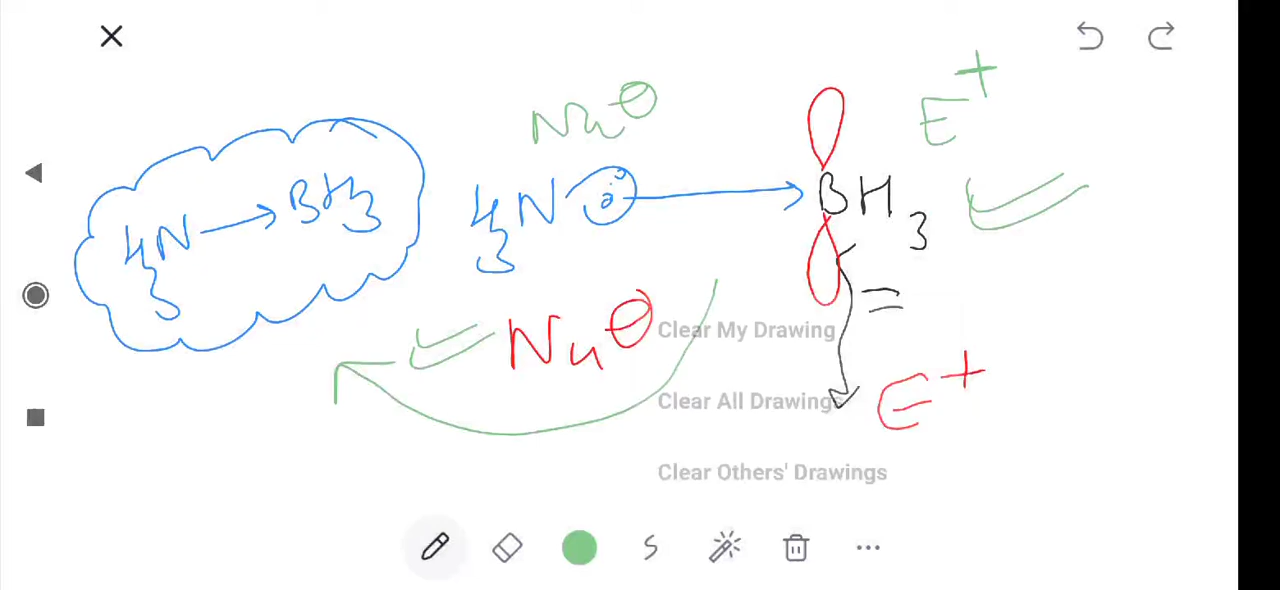 Nu⊖ E+
H3N → BH3
H3N: → BH3
Nu⊖
Clear My Drawing
E+
Clear All Drawings
Clear Others' Drawings